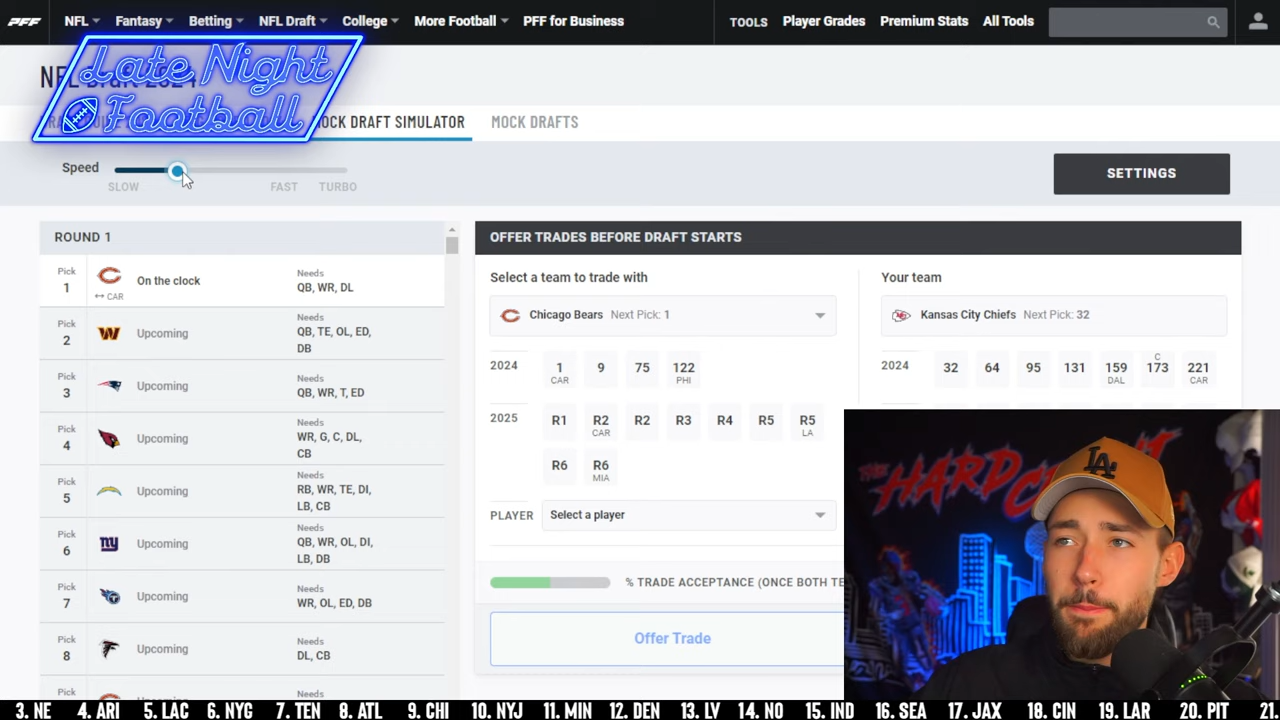 PFF NFL Fantasy Betting NFL Draft College More Football PFF for Business TOOLS Player Grades Premium Stats All Tools
Late Night
Football
MOCK DRAFT SIMULATOR MOCK DRAFTS
Speed
SLOW FAST TURBO
SETTINGS
ROUND 1
Pick
1
↔ CAR
On the clock
Needs
QB, WR, DL
Pick
2
Upcoming
Needs
QB, TE, OL, ED,
DB
Pick
3
Upcoming
Needs
QB, WR, T, ED
Pick
4
Upcoming
Needs
WR, G, C, DL,
CB
Pick
5
Upcoming
Needs
RB, WR, TE, DI,
LB, CB
Pick
6
Upcoming
Needs
QB, WR, OL, DI,
LB, DB
Pick
7
Upcoming
Needs
WR, OL, ED, DB
Pick
8
Upcoming
Needs
DL, CB
Pick
OFFER TRADES BEFORE DRAFT STARTS
Select a team to trade with
Chicago Bears Next Pick: 1
2024 1 9 75 122
CAR PHI
2025 R1 R2 R2 R3 R4 R5 R5
CAR LA
R6 R6
MIA
PLAYER Select a player
% TRADE ACCEPTANCE (ONCE BOTH TE
Offer Trade
Your team
Kansas City Chiefs Next Pick: 32
C
2024 32 64 95 131 159 173 221
DAL CAR
THE HARD COUNT
LA
3. NE 4. ARI 5. LAC 6. NYG 7. TEN 8. ATL 9. CHI 10. NYJ 11. MIN 12. DEN 13. LV 14. NO 15. IND 16. SEA 17. JAX 18. CIN 19. LAR 20. PIT 21